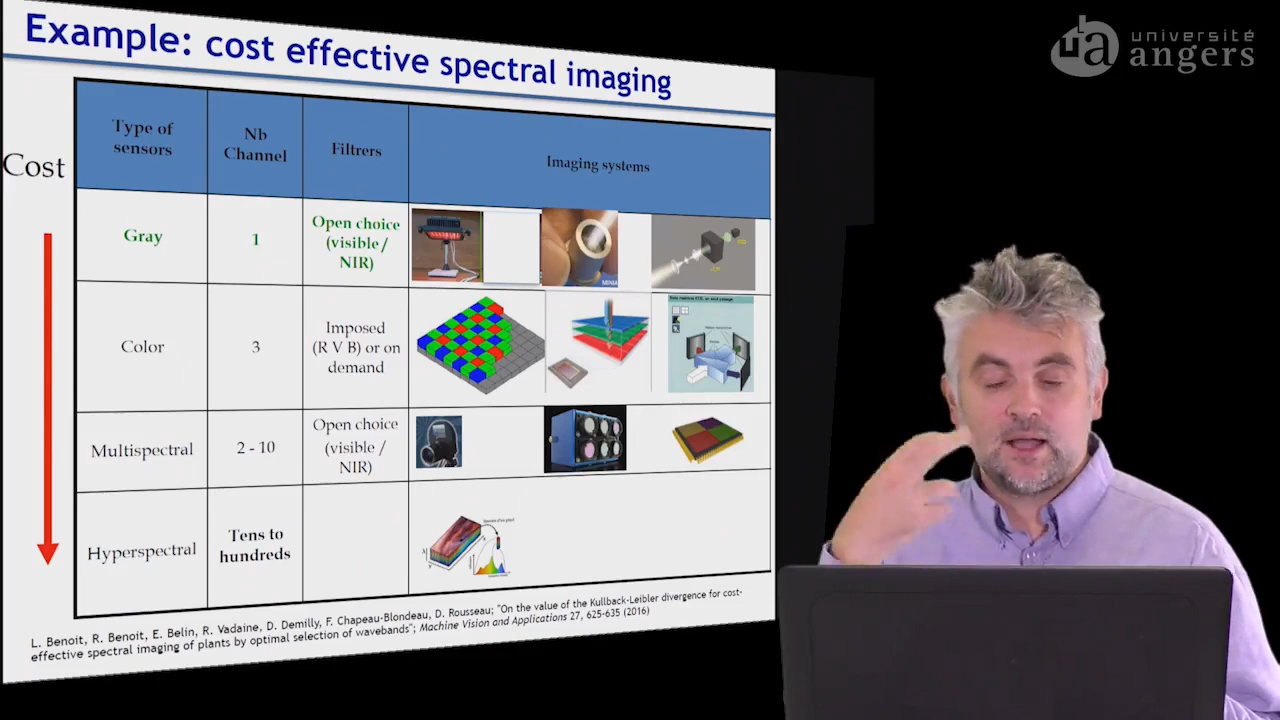 Example: cost effective spectral imaging
université
angers
Cost
Type of
sensors
Nb
Channel
Filtrers
Imaging systems
Gray
1
Open choice
(visible /
NIR)
Color
3
Imposed
(R V B) or on
demand
Multispectral
2 - 10
Open choice
(visible /
NIR)
Hyperspectral
Tens to
hundreds
L. Benoit, R. Benoit, E. Belin, R. Vadaine, D. Demilly, F. Chapeau-Blondeau, D. Rousseau; "On the value of the Kullback-Leibler divergence for cost-
effective spectral imaging of plants by optimal selection of wavebands"; Machine Vision and Applications 27, 625-635 (2016)